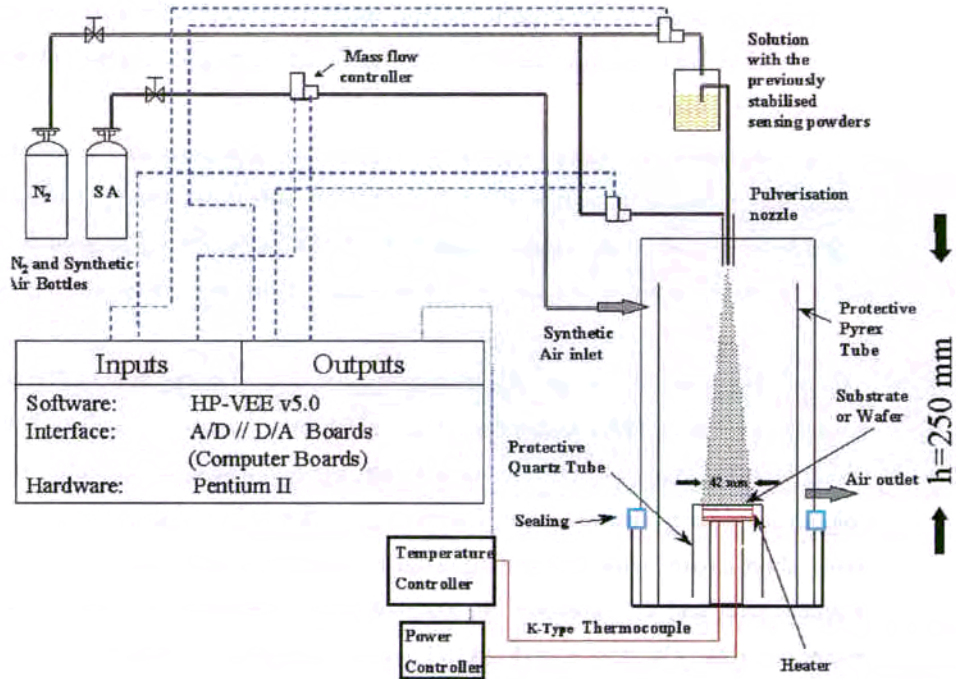 Mass flow
controller
Solution
with the
previously
stabilised
sensing powders
N2
SA
Pulverisation
nozzle
N2 and Synthetic
Air Bottles
Synthetic
Air inlet
Protective
Pyrex
Tube
h=250 mm
Inputs
Outputs
Software: HP-VEE v5.0
Interface: A/D // D/A Boards
(Computer Boards)
Hardware: Pentium II
Substrate
or Wafer
Protective
Quartz Tube
42 mm
Air outlet
Sealing
Temperature
Controller
K-Type Thermocouple
Power
Controller
Heater